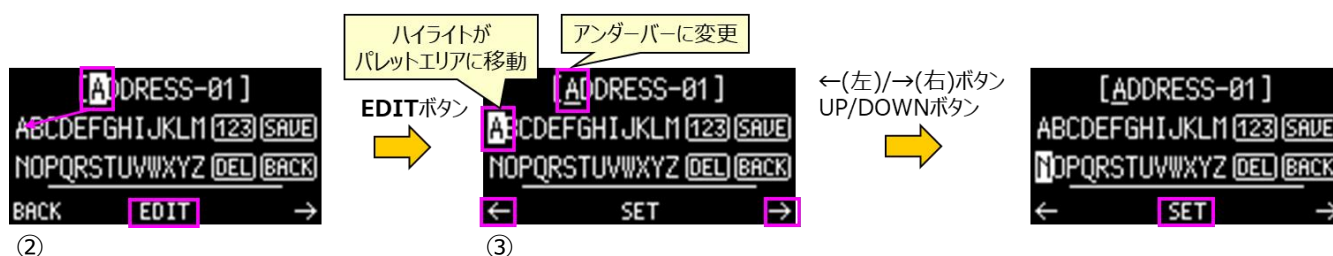 ハイライトが
パレットエリアに移動
アンダーバーに変更
[ADDRESS-01]
ABCDEFGHIJKLM 123 SAVE
NOPQRSTUVWXYZ DEL BACK
BACK EDIT →
②
EDITボタン
[ADDRESS-01]
ABCDEFGHIJKLM 123 SAVE
NOPQRSTUVWXYZ DEL BACK
← SET →
③
←(左)/→(右)ボタン
UP/DOWNボタン
[ADDRESS-01]
ABCDEFGHIJKLM 123 SAVE
NOPQRSTUVWXYZ DEL BACK
← SET →